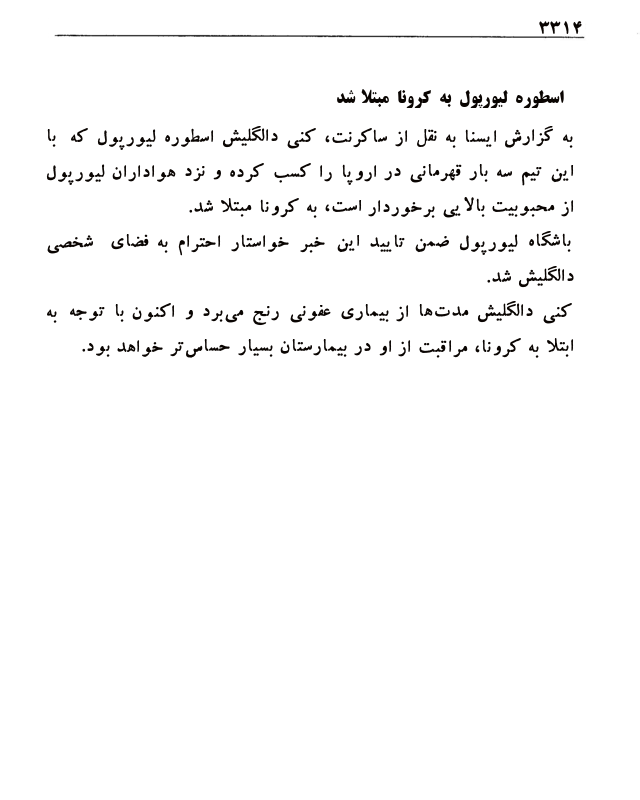 ۳۳۱۴
اسطوره لیورپول به کرونا مبتلا شد
به گزارش ایسنا به نقل از ساکرنت، کنی دالگلیش اسطوره لیورپول که با
این تیم سه بار قهرمانی در اروپا را کسب کرده و نزد هواداران لیورپول
از محبوبیت بالایی برخوردار است، به کرونا مبتلا شد.
باشگاه لیورپول ضمن تایید این خبر خواستار احترام به فضای شخصی
دالگلیش شد.
کنی دالگلیش مدت‌ها از بیماری عفونی رنج می‌برد و اکنون با توجه به
ابتلا به کرونا، مراقبت از او در بیمارستان بسیار حساس‌تر خواهد بود.